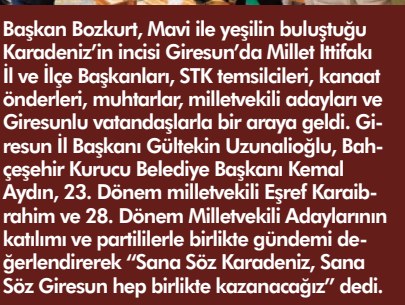 Başkan Bozkurt, Mavi ile yeşilin buluştuğu
Karadeniz’in incisi Giresun’da Millet İttifakı
İl ve İlçe Başkanları, STK temsilcileri, kanaat
önderleri, muhtarlar, milletvekili adayları ve
Giresunlu vatandaşlarla bir araya geldi. Gi-
resun İl Başkanı Gültekin Uzunalioğlu, Bah-
çeşehir Kurucu Belediye Başkanı Kemal
Aydın, 23. Dönem milletvekili Eşref Karaib-
rahim ve 28. Dönem Milletvekili Adaylarının
katılımı ve partililerle birlikte gündemi de-
ğerlendirerek “Sana Söz Karadeniz, Sana
Söz Giresun hep birlikte kazanacağız” dedi.